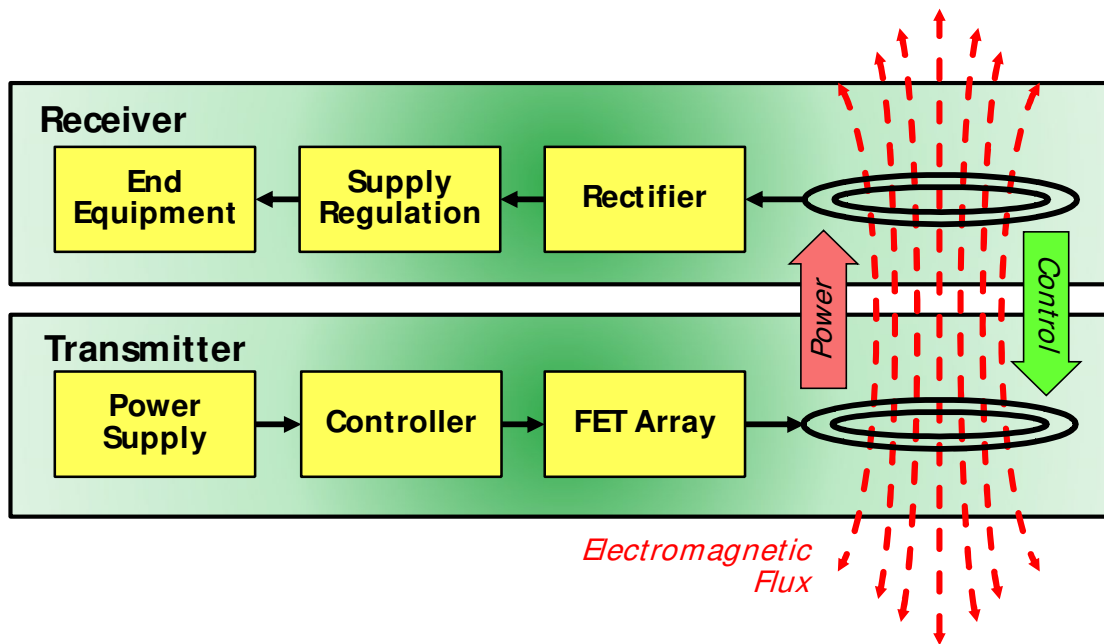 Receiver
End
Equipment
Supply
Regulation
Rectifier
Power
Control
Transmitter
Power
Supply
Controller
FET Array
Electromagnetic
Flux